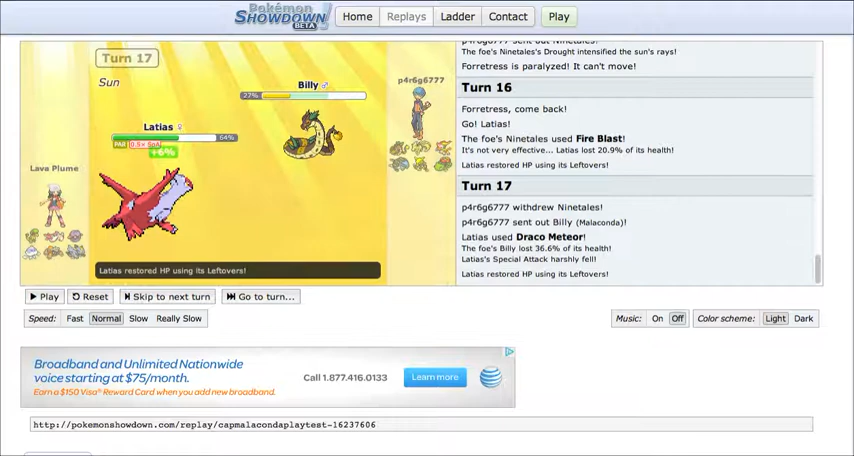 Pokémon
SHOWDOWN!
BETA
Home
Replays
Ladder
Contact
Play
Turn 17
Sun
Billy ♂
27%
Latias ♀
64%
PAR
0.5× SpA
+6%
p4r6g6777
Lava Plume
Latias restored HP using its Leftovers!
p4r6g6777 sent out Ninetales!
The foe's Ninetales's Drought intensified the sun's rays!
Forretress is paralyzed! It can't move!
Turn 16
Forretress, come back!
Go! Latias!
The foe's Ninetales used Fire Blast!
It's not very effective... Latias lost 20.9% of its health!
Latias restored HP using its Leftovers!
Turn 17
p4r6g6777 withdrew Ninetales!
p4r6g6777 sent out Billy (Malaconda)!
Latias used Draco Meteor!
The foe's Billy lost 36.6% of its health!
Latias's Special Attack harshly fell!
Latias restored HP using its Leftovers!
Play
Reset
Skip to next turn
Go to turn...
Speed: Fast Normal Slow Really Slow
Music: On Off
Color scheme: Light Dark
Broadband and Unlimited Nationwide
voice starting at $75/month.
Earn a $150 Visa® Reward Card when you add new broadband.
Call 1.877.416.0133
Learn more
at&t
http://pokemonshowdown.com/replay/capmalacondaplaytest-16237606